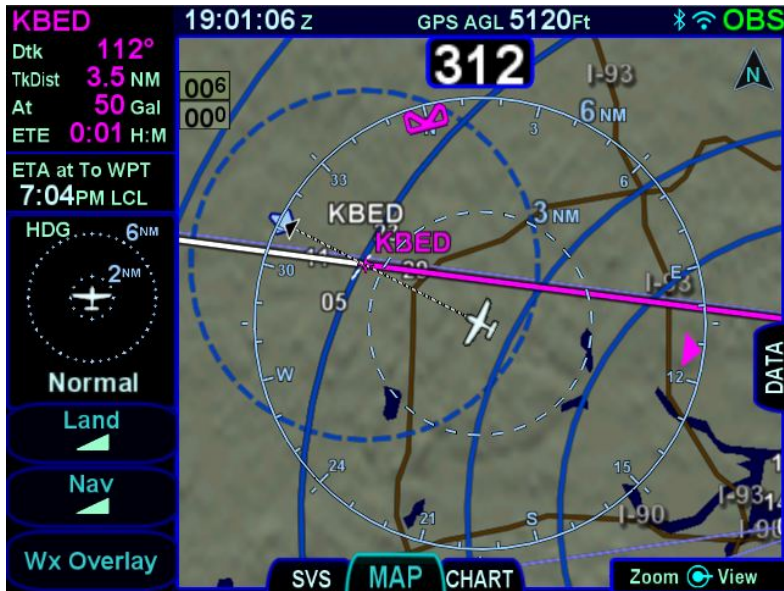 KBED
19:01:06 Z
GPS AGL 5120Ft
OBS
Dtk 112°
TkDist 3.5 NM
At 50 Gal
ETE 0:01 H:M
ETA at To WPT
7:04PM LCL
HDG
6NM
2NM
Normal
Land
Nav
Wx Overlay
006
000
312
I-93
N
6 NM
3
33
6
KBED
3 NM
KBED
30
29
E
I-93
05
W
12
DATA
24
15
21
S
I-90
I-93
SVS
MAP
CHART
Zoom View